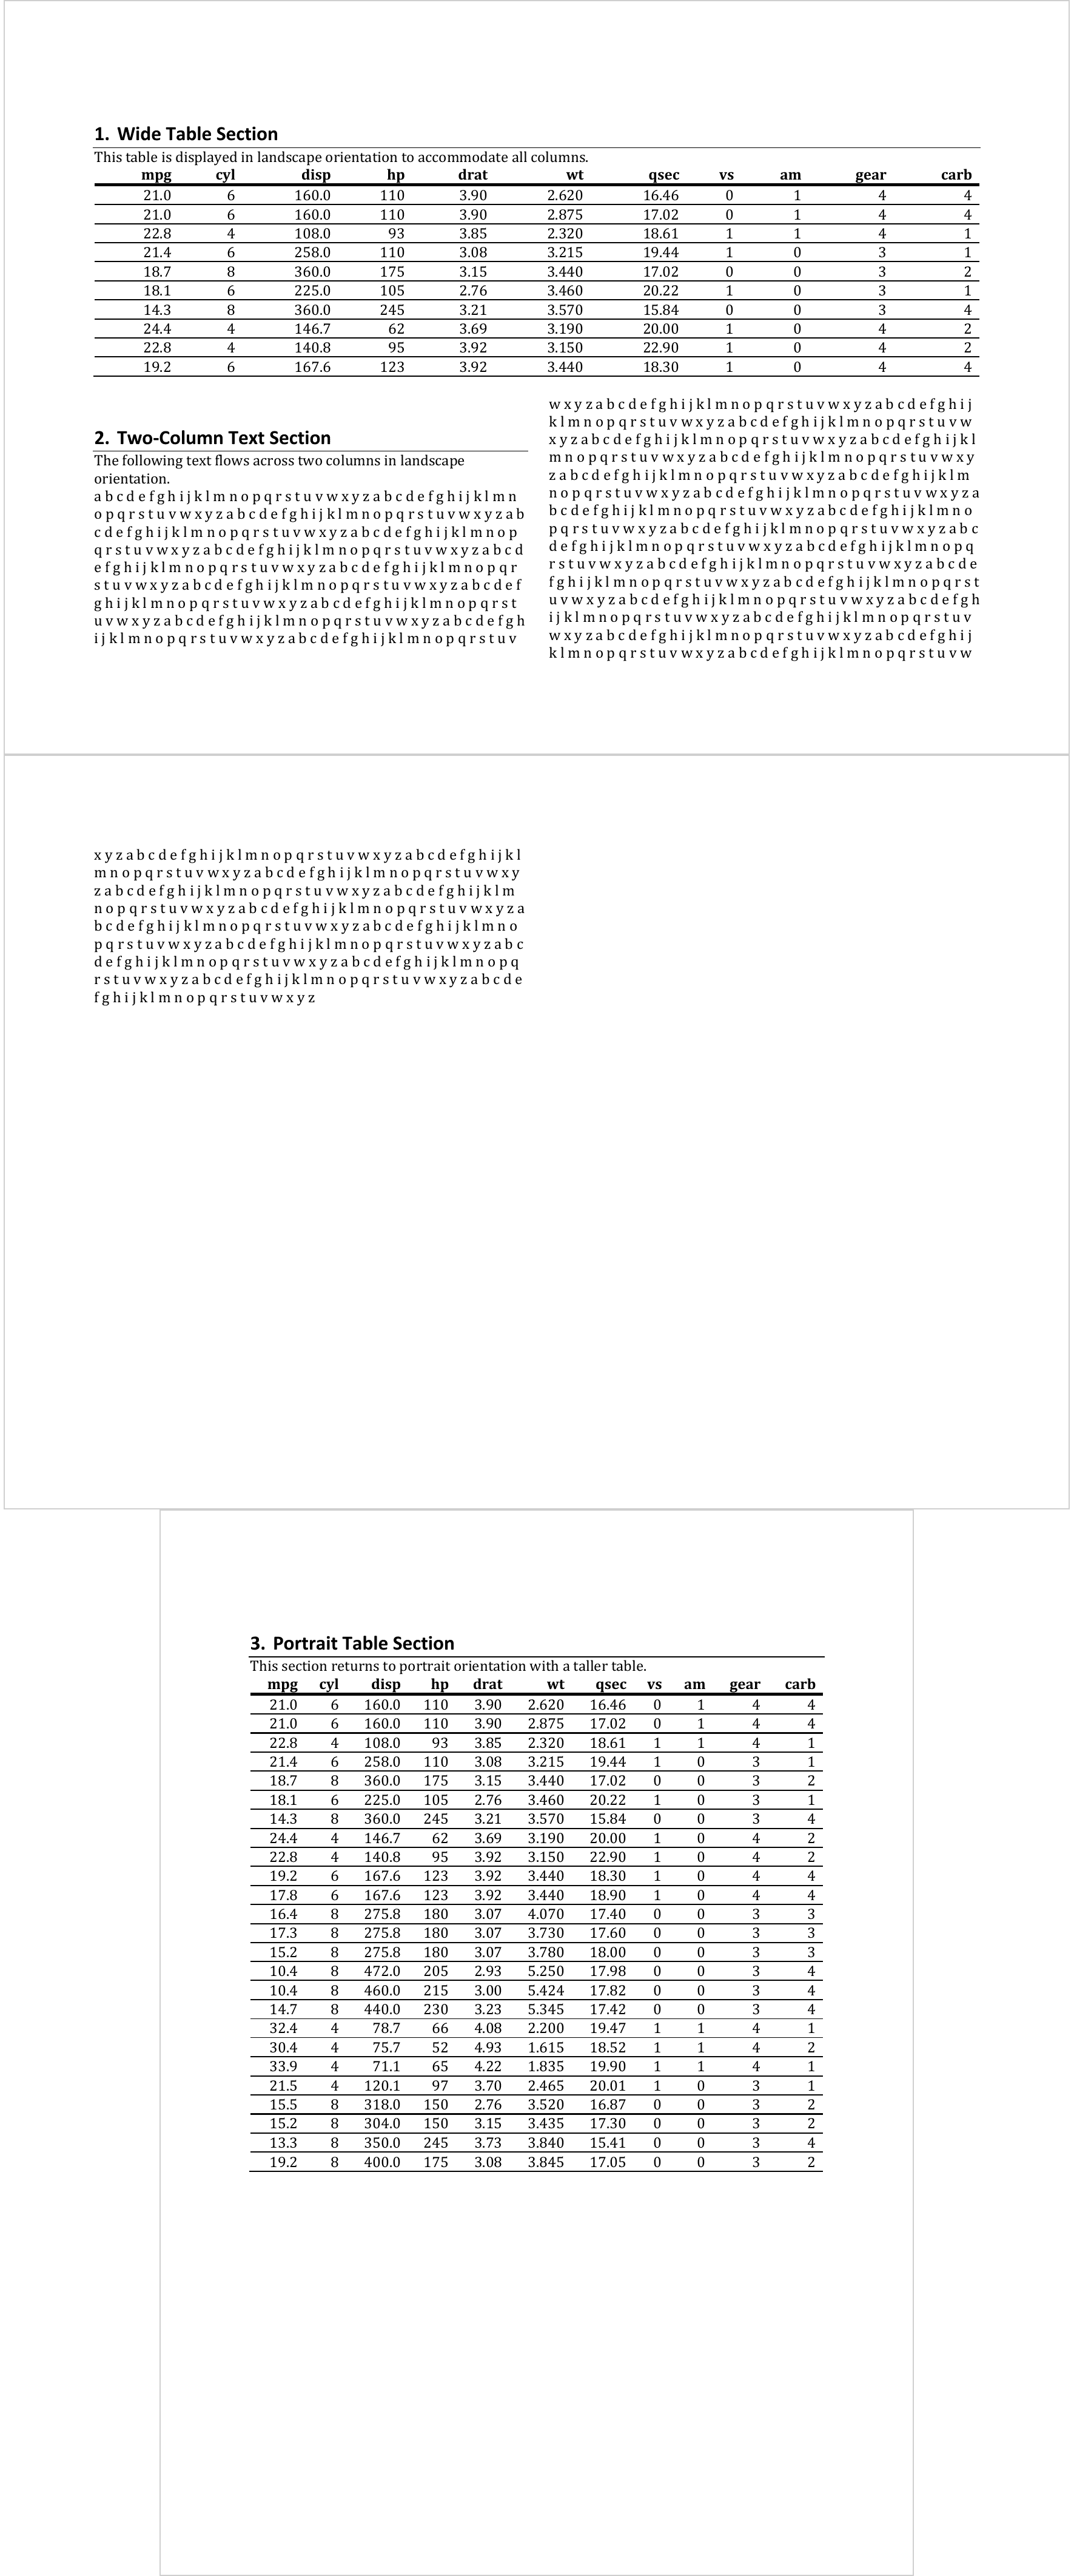 1. Wide Table Section
This table is displayed in landscape orientation to accommodate all columns.
mpg cyl disp hp drat wt qsec vs am gear carb
21.0 6 160.0 110 3.90 2.620 16.46 0 1 4 4
21.0 6 160.0 110 3.90 2.875 17.02 0 1 4 4
22.8 4 108.0 93 3.85 2.320 18.61 1 1 4 1
21.4 6 258.0 110 3.08 3.215 19.44 1 0 3 1
18.7 8 360.0 175 3.15 3.440 17.02 0 0 3 2
18.1 6 225.0 105 2.76 3.460 20.22 1 0 3 1
14.3 8 360.0 245 3.21 3.570 15.84 0 0 3 4
24.4 4 146.7 62 3.69 3.190 20.00 1 0 4 2
22.8 4 140.8 95 3.92 3.150 22.90 1 0 4 2
19.2 6 167.6 123 3.92 3.440 18.30 1 0 4 4
2. Two-Column Text Section
The following text flows across two columns in landscape
orientation.
a b c d e f g h i j k l m n o p q r s t u v w x y z a b c d e f g h i j k l m n
o p q r s t u v w x y z a b c d e f g h i j k l m n o p q r s t u v w x y z a b
c d e f g h i j k l m n o p q r s t u v w x y z a b c d e f g h i j k l m n o p
q r s t u v w x y z a b c d e f g h i j k l m n o p q r s t u v w x y z a b c d
e f g h i j k l m n o p q r s t u v w x y z a b c d e f g h i j k l m n o p q r
s t u v w x y z a b c d e f g h i j k l m n o p q r s t u v w x y z a b c d e f
g h i j k l m n o p q r s t u v w x y z a b c d e f g h i j k l m n o p q r s t
u v w x y z a b c d e f g h i j k l m n o p q r s t u v w x y z a b c d e f g h
i j k l m n o p q r s t u v w x y z a b c d e f g h i j k l m n o p q r s t u v
w x y z a b c d e f g h i j k l m n o p q r s t u v w x y z a b c d e f g h i j
k l m n o p q r s t u v w x y z a b c d e f g h i j k l m n o p q r s t u v w
x y z a b c d e f g h i j k l m n o p q r s t u v w x y z a b c d e f g h i j k l
m n o p q r s t u v w x y z a b c d e f g h i j k l m n o p q r s t u v w x y
z a b c d e f g h i j k l m n o p q r s t u v w x y z a b c d e f g h i j k l m
n o p q r s t u v w x y z a b c d e f g h i j k l m n o p q r s t u v w x y z a
b c d e f g h i j k l m n o p q r s t u v w x y z a b c d e f g h i j k l m n o
p q r s t u v w x y z a b c d e f g h i j k l m n o p q r s t u v w x y z a b c
d e f g h i j k l m n o p q r s t u v w x y z a b c d e f g h i j k l m n o p q
r s t u v w x y z a b c d e f g h i j k l m n o p q r s t u v w x y z a b c d e
f g h i j k l m n o p q r s t u v w x y z a b c d e f g h i j k l m n o p q r s t
u v w x y z a b c d e f g h i j k l m n o p q r s t u v w x y z a b c d e f g h
i j k l m n o p q r s t u v w x y z a b c d e f g h i j k l m n o p q r s t u v
w x y z a b c d e f g h i j k l m n o p q r s t u v w x y z a b c d e f g h i j
k l m n o p q r s t u v w x y z a b c d e f g h i j k l m n o p q r s t u v w
x y z a b c d e f g h i j k l m n o p q r s t u v w x y z a b c d e f g h i j k l
m n o p q r s t u v w x y z a b c d e f g h i j k l m n o p q r s t u v w x y
z a b c d e f g h i j k l m n o p q r s t u v w x y z a b c d e f g h i j k l m
n o p q r s t u v w x y z a b c d e f g h i j k l m n o p q r s t u v w x y z a
b c d e f g h i j k l m n o p q r s t u v w x y z a b c d e f g h i j k l m n o
p q r s t u v w x y z a b c d e f g h i j k l m n o p q r s t u v w x y z a b c
d e f g h i j k l m n o p q r s t u v w x y z a b c d e f g h i j k l m n o p q
r s t u v w x y z a b c d e f g h i j k l m n o p q r s t u v w x y z a b c d e
f g h i j k l m n o p q r s t u v w x y z
3. Portrait Table Section
This section returns to portrait orientation with a taller table.
mpg cyl disp hp drat wt qsec vs am gear carb
21.0 6 160.0 110 3.90 2.620 16.46 0 1 4 4
21.0 6 160.0 110 3.90 2.875 17.02 0 1 4 4
22.8 4 108.0 93 3.85 2.320 18.61 1 1 4 1
21.4 6 258.0 110 3.08 3.215 19.44 1 0 3 1
18.7 8 360.0 175 3.15 3.440 17.02 0 0 3 2
18.1 6 225.0 105 2.76 3.460 20.22 1 0 3 1
14.3 8 360.0 245 3.21 3.570 15.84 0 0 3 4
24.4 4 146.7 62 3.69 3.190 20.00 1 0 4 2
22.8 4 140.8 95 3.92 3.150 22.90 1 0 4 2
19.2 6 167.6 123 3.92 3.440 18.30 1 0 4 4
17.8 6 167.6 123 3.92 3.440 18.90 1 0 4 4
16.4 8 275.8 180 3.07 4.070 17.40 0 0 3 3
17.3 8 275.8 180 3.07 3.730 17.60 0 0 3 3
15.2 8 275.8 180 3.07 3.780 18.00 0 0 3 3
10.4 8 472.0 205 2.93 5.250 17.98 0 0 3 4
10.4 8 460.0 215 3.00 5.424 17.82 0 0 3 4
14.7 8 440.0 230 3.23 5.345 17.42 0 0 3 4
32.4 4 78.7 66 4.08 2.200 19.47 1 1 4 1
30.4 4 75.7 52 4.93 1.615 18.52 1 1 4 2
33.9 4 71.1 65 4.22 1.835 19.90 1 1 4 1
21.5 4 120.1 97 3.70 2.465 20.01 1 0 3 1
15.5 8 318.0 150 2.76 3.520 16.87 0 0 3 2
15.2 8 304.0 150 3.15 3.435 17.30 0 0 3 2
13.3 8 350.0 245 3.73 3.840 15.41 0 0 3 4
19.2 8 400.0 175 3.08 3.845 17.05 0 0 3 2